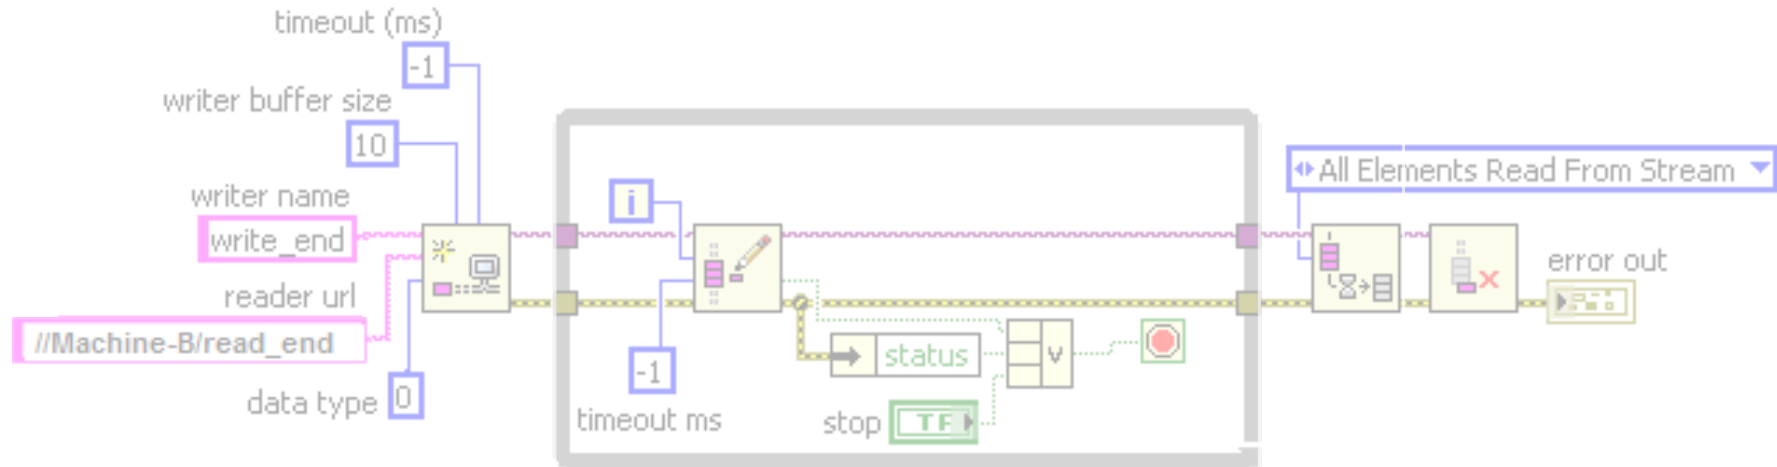 timeout (ms)
-1
writer buffer size
10
writer name
write_end
reader url
//Machine-B/read_end
data type
0
i
-1
timeout ms
status
v
stop
TF
All Elements Read From Stream
error out